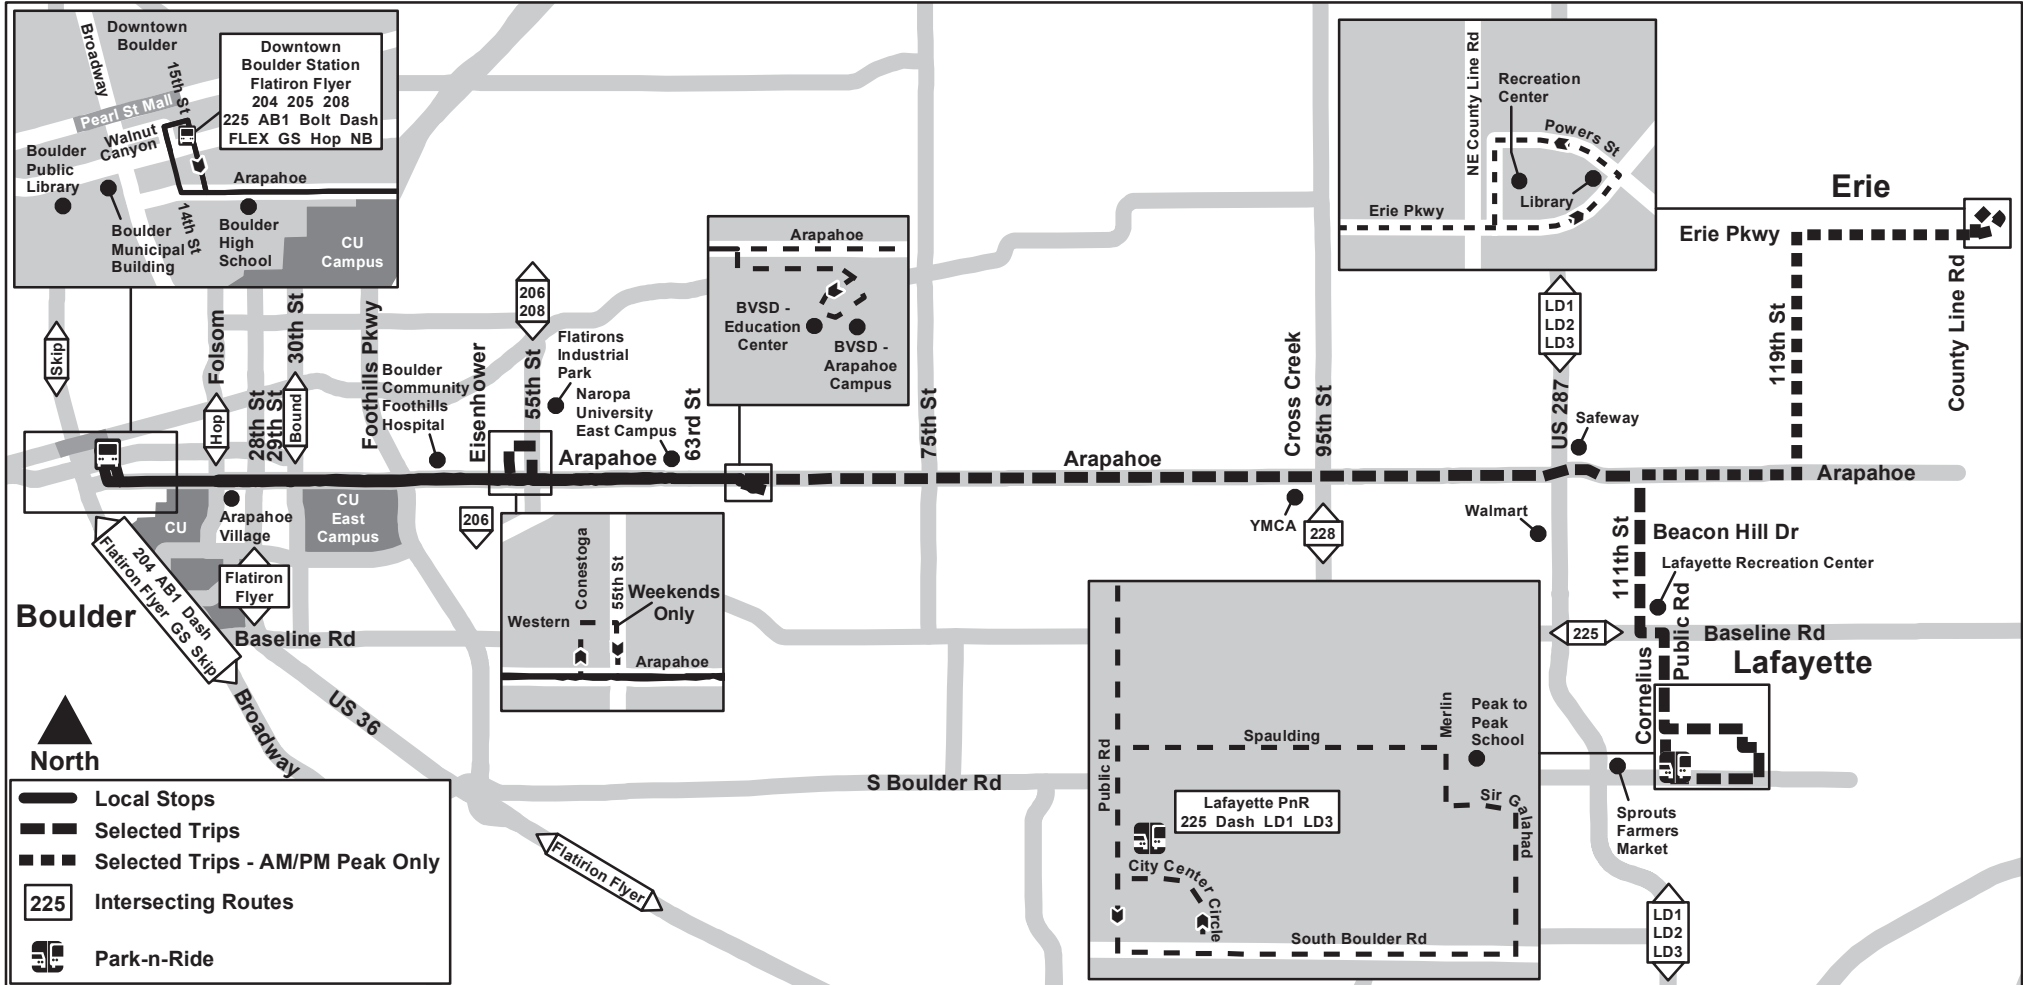 Downtown
Boulder
Broadway
15th St
Pearl St Mall
Walnut
Canyon
Boulder
Public
Library
Arapahoe
14th St
Boulder
Municipal
Building
Boulder
High
School
CU
Campus
Downtown
Boulder Station
Flatiron Flyer
204 205 208
225 AB1 Bolt Dash
FLEX GS Hop NB
Skip
Folsom
Hop
28th St
29th St
30th St
Bound
Foothills Pkwy
Boulder
Community
Foothills
Hospital
Eisenhower
206
208
55th St
Flatirons
Industrial
Park
Naropa
University
East Campus
63rd St
Arapahoe
Arapahoe
BVSD -
Education
Center
BVSD -
Arapahoe
Campus
75th St
Arapahoe
Cross Creek
95th St
YMCA
228
NE County Line Rd
Recreation
Center
Powers St
Library
Erie Pkwy
LD1
LD2
LD3
US 287
Safeway
Walmart
Erie
Erie Pkwy
119th St
County Line Rd
Arapahoe
111th St
Beacon Hill Dr
Lafayette Recreation Center
Public Rd
225
Baseline Rd
Lafayette
Cornelius
Sprouts
Farmers
Market
LD1
LD2
LD3
CU
Arapahoe
Village
CU
East
Campus
206
Flatiron
Flyer
204 AB1 Dash
Flatiron Flyer GS Skip
Boulder
Baseline Rd
Broadway
US 36
Flatirion Flyer
S Boulder Rd
Conestoga
55th St
Weekends
Only
Western
Arapahoe
Public Rd
Spaulding
Merlin
Peak to
Peak
School
Sir Galahad
Lafayette PnR
225 Dash LD1 LD3
City Center Circle
South Boulder Rd
North
Local Stops
Selected Trips
Selected Trips - AM/PM Peak Only
225 Intersecting Routes
Park-n-Ride